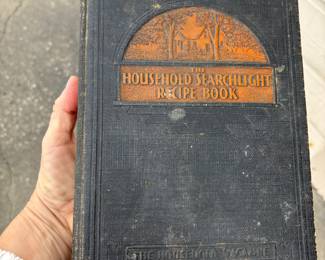 THE
HOUSEHOLD SEARCHLIGHT
RECIPE BOOK
THE HOUSEHOLD MAGAZINE